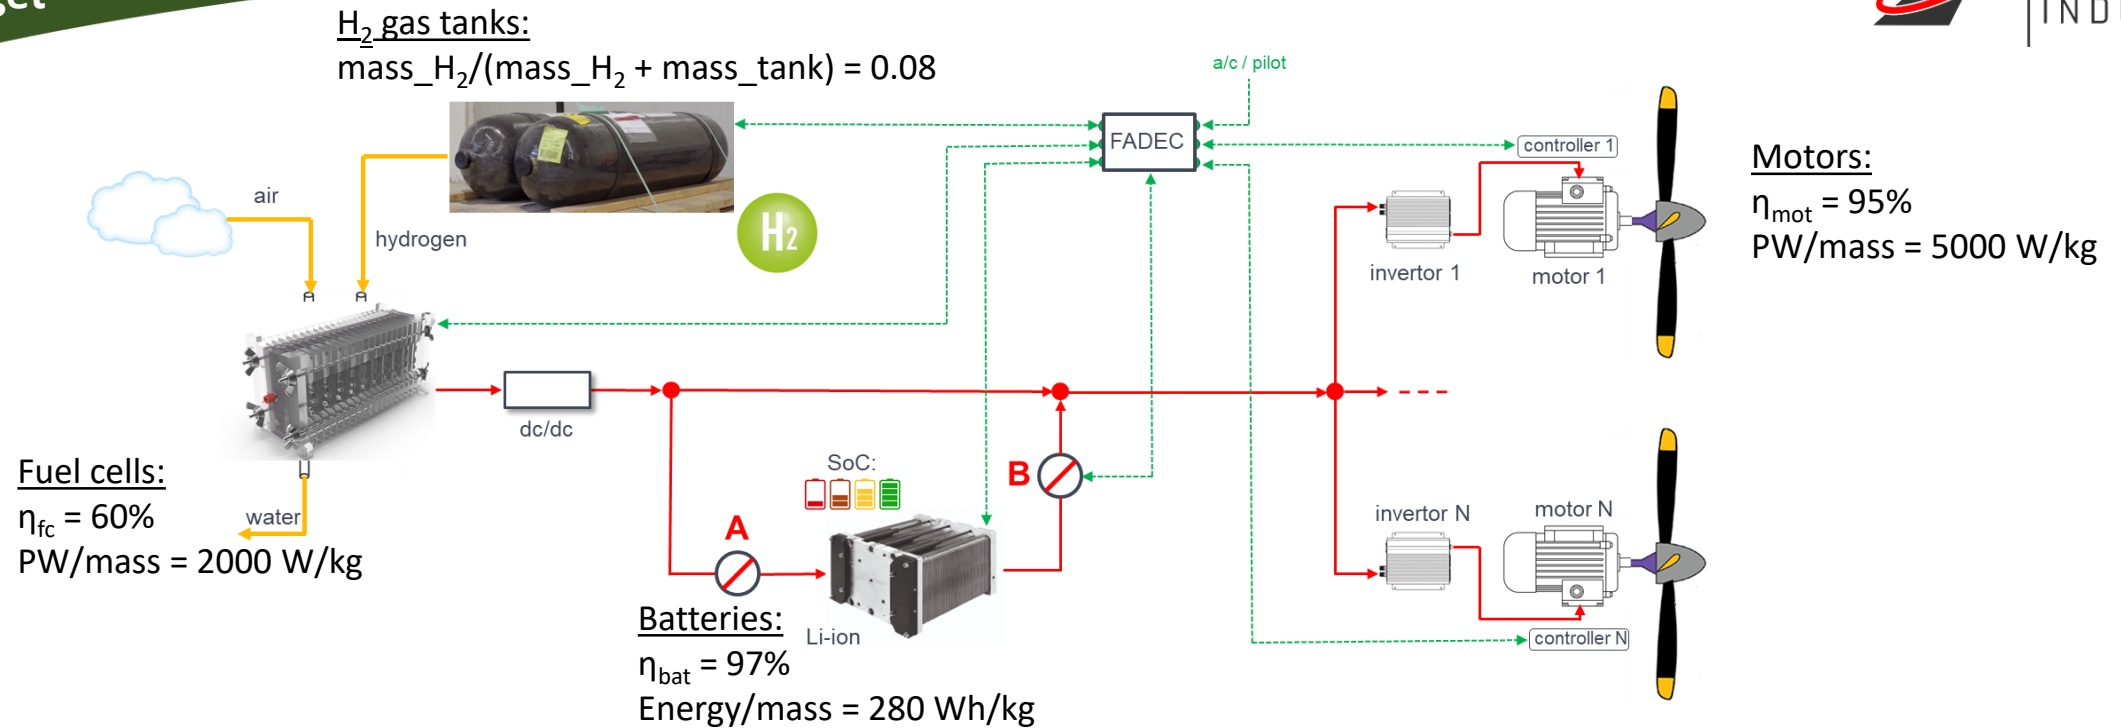 H₂ gas tanks:
mass_H₂/(mass_H₂ + mass_tank) = 0.08
a/c / pilot
FADEC
controller 1
Motors:
ηmot = 95%
PW/mass = 5000 W/kg
air
hydrogen
H2
invertor 1
motor 1
dc/dc
Fuel cells:
ηfc = 60%
PW/mass = 2000 W/kg
water
SoC:
A
B
Li-ion
Batteries:
ηbat = 97%
Energy/mass = 280 Wh/kg
invertor N
motor N
controller N